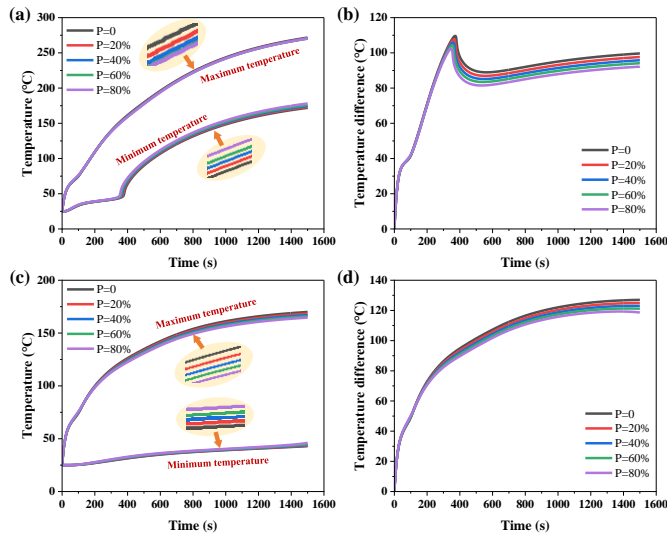 (a)
300
250
200
150
100
50
0
Temperature (℃)
P=0
P=20%
P=40%
P=60%
P=80%
Maximum temperature
Minimum temperature
0 200 400 600 800 1000 1200 1400 1600
Time (s)
(b)
120
100
80
60
40
20
0
Temperature difference (℃)
P=0
P=20%
P=40%
P=60%
P=80%
0 200 400 600 800 1000 1200 1400 1600
Time (s)
(c)
200
150
100
50
0
Temperature (℃)
P=0
P=20%
P=40%
P=60%
P=80%
Maximum temperature
Minimum temperature
0 200 400 600 800 1000 1200 1400 1600
Time (s)
(d)
140
120
100
80
60
40
20
0
Temperature difference (℃)
P=0
P=20%
P=40%
P=60%
P=80%
0 200 400 600 800 1000 1200 1400 1600
Time (s)